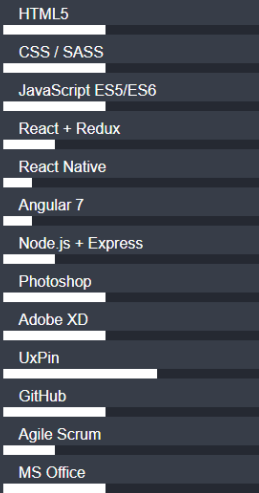 HTML5
CSS / SASS
JavaScript ES5/ES6
React + Redux
React Native
Angular 7
Node.js + Express
Photoshop
Adobe XD
UxPin
GitHub
Agile Scrum
MS Office